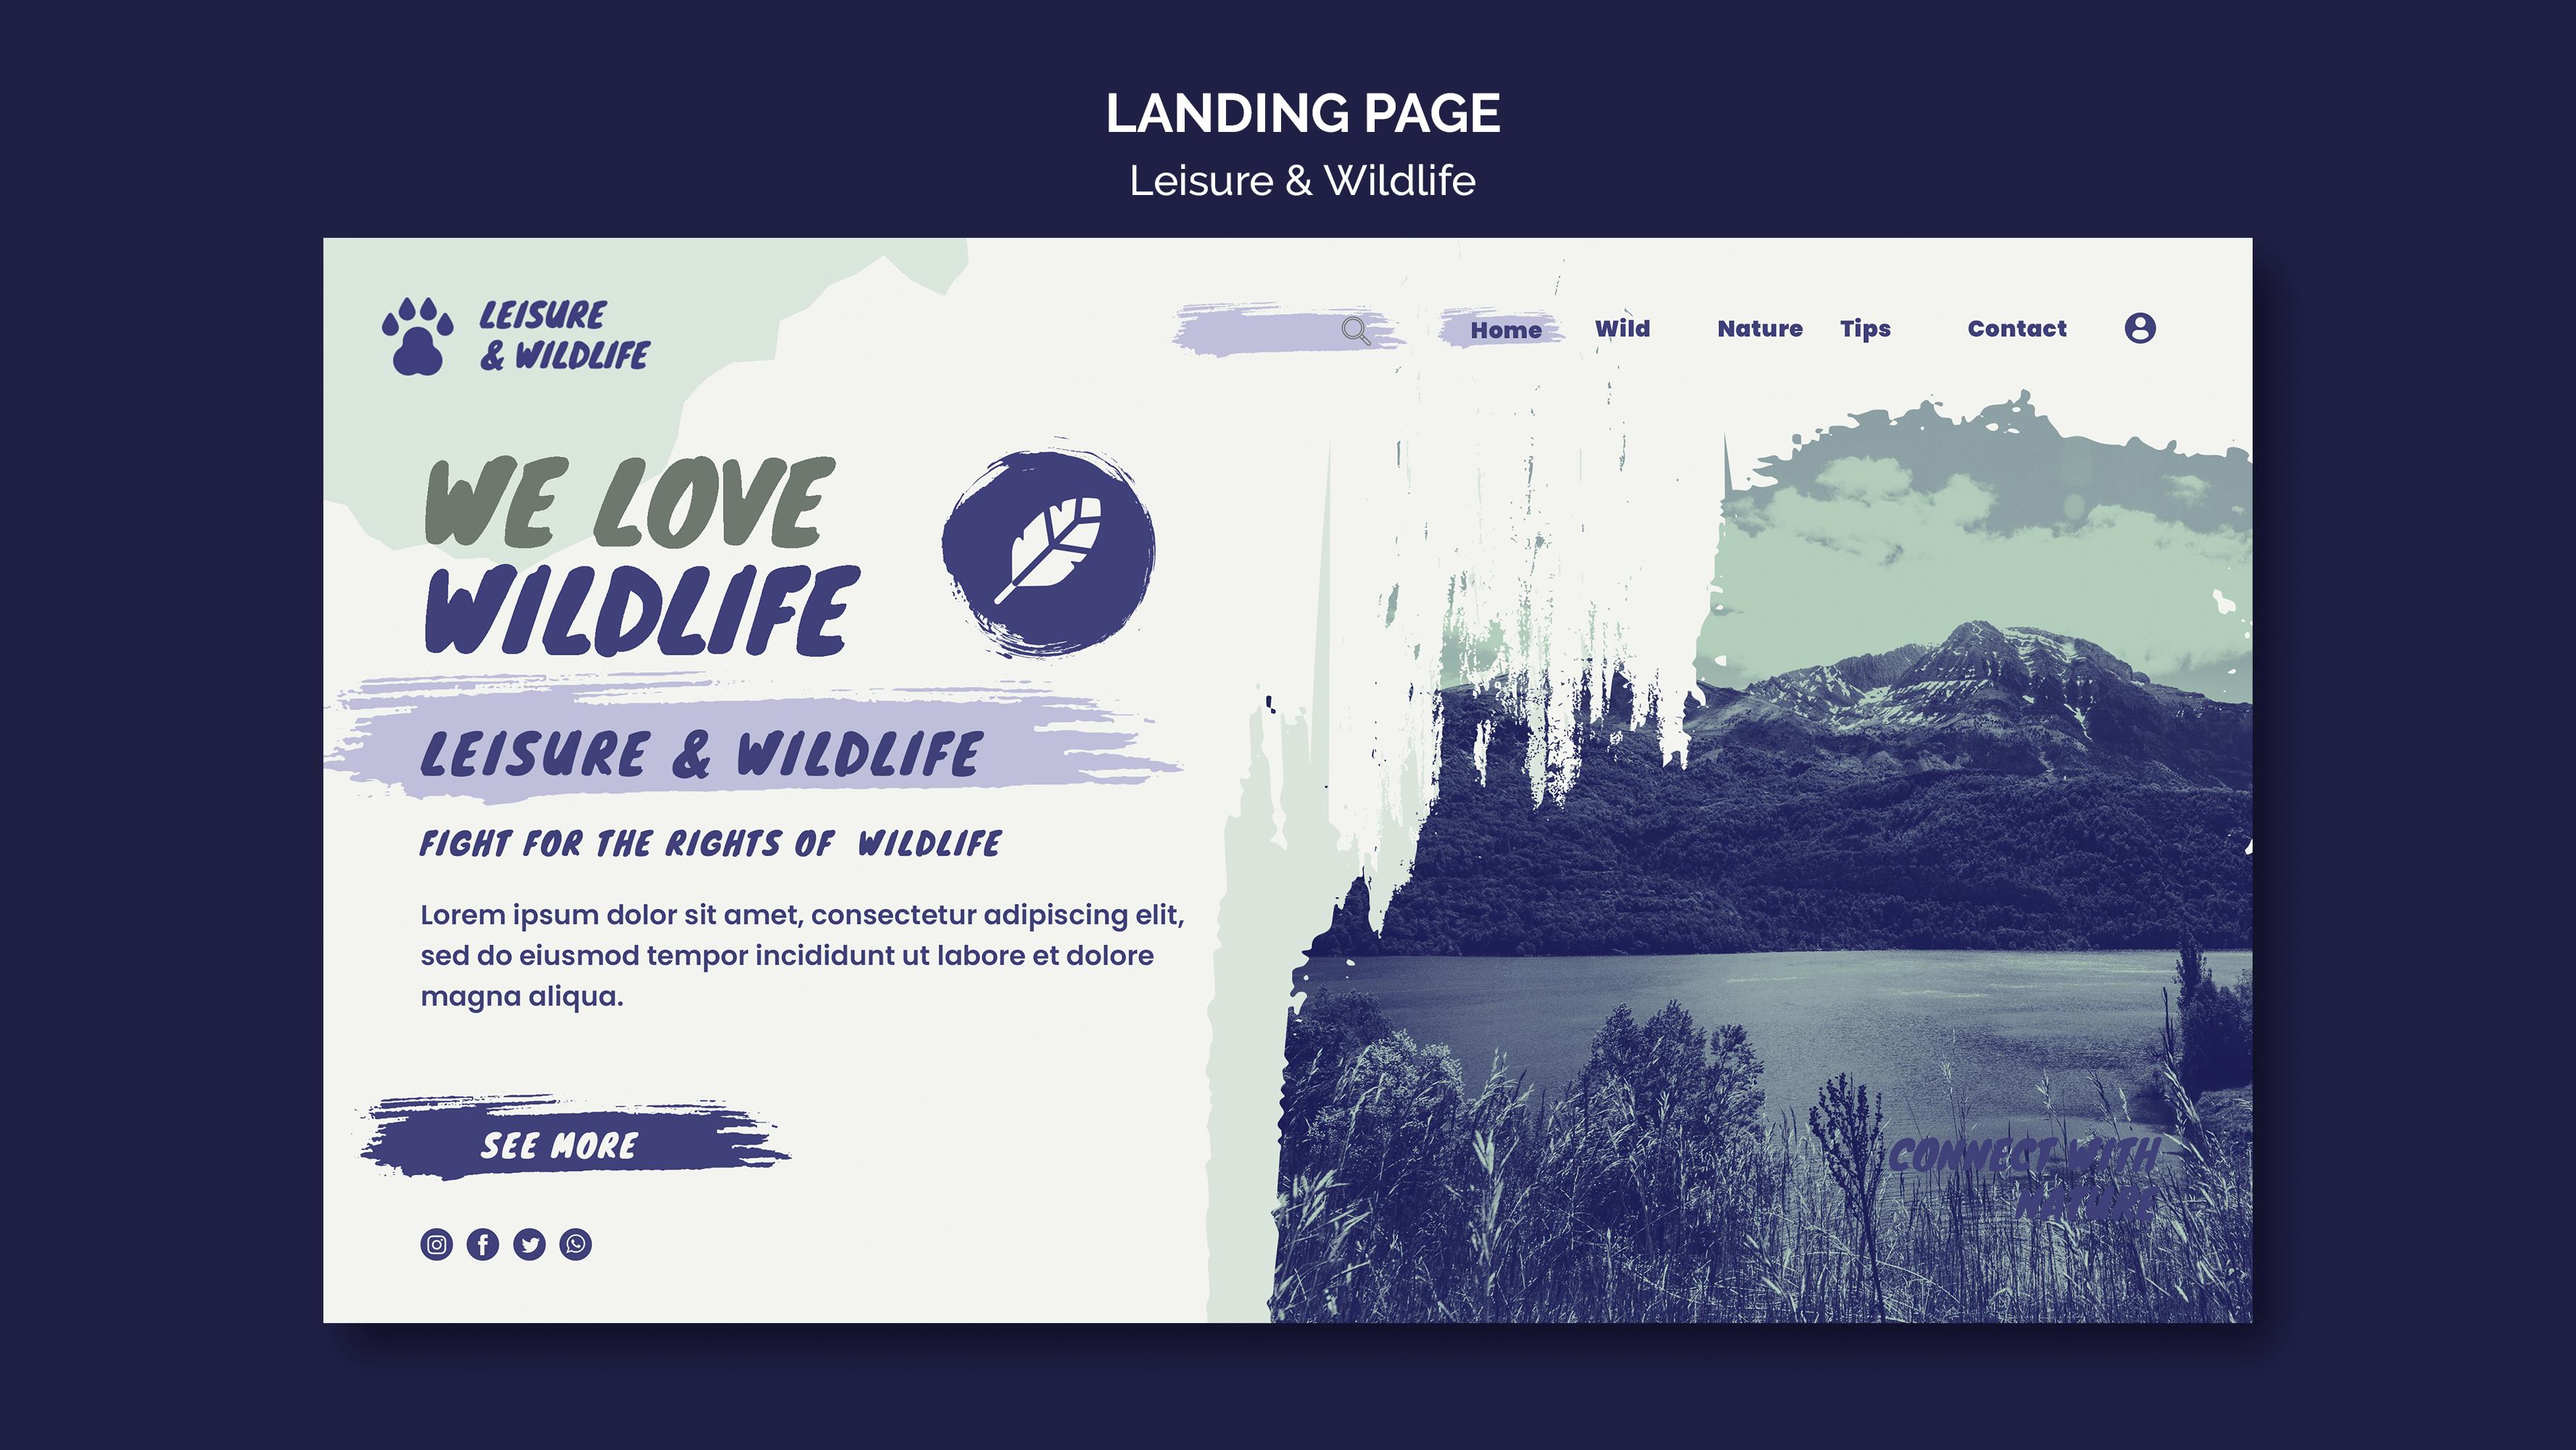 LANDING PAGE
Leisure & Wildlife
LEISURE
& WILDLIFE
Home Wild Nature Tips Contact
WE LOVE
WILDLIFE
LEISURE & WILDLIFE
FIGHT FOR THE RIGHTS OF WILDLIFE
Lorem ipsum dolor sit amet, consectetur adipiscing elit,
sed do eiusmod tempor incididunt ut labore et dolore
magna aliqua.
SEE MORE
CONNECT WITH
NATURE